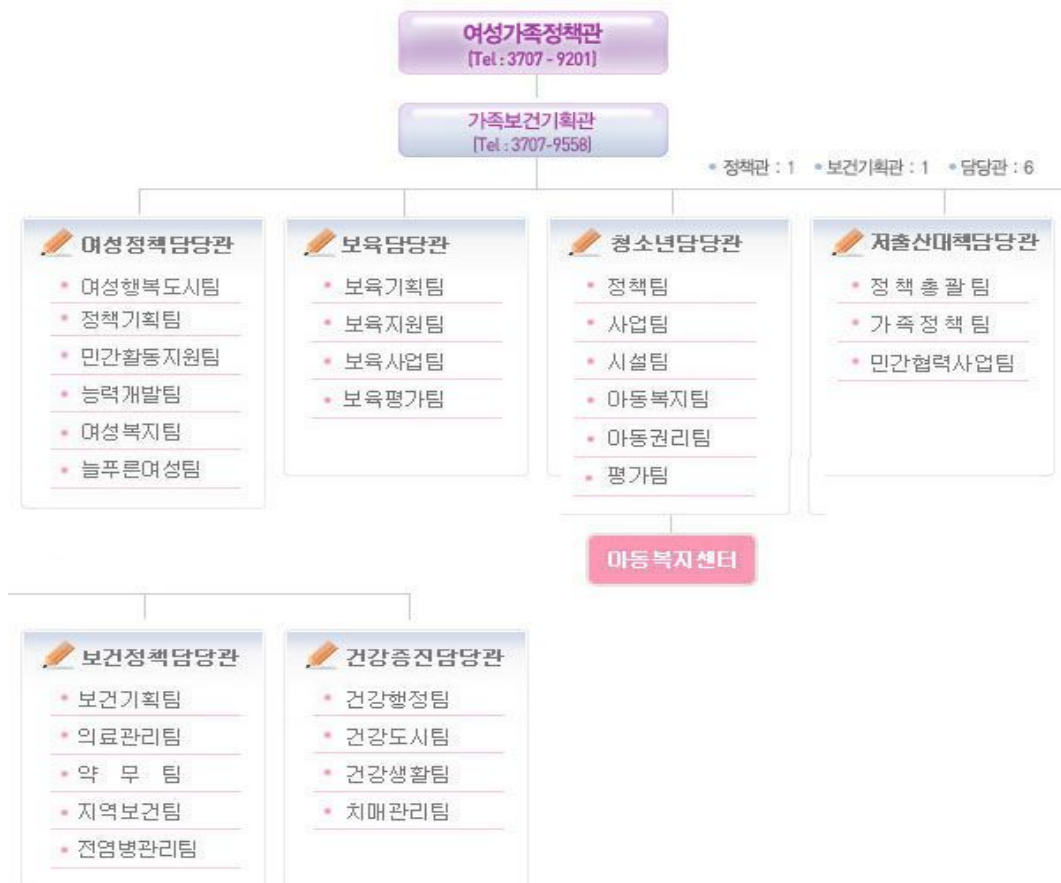 여성가족정책관
(Tel : 3707 - 9201)
가족보건기획관
(Tel : 3707-9558)
• 정책관 : 1 • 보건기획관 : 1 • 담당관 : 6
여성정책담당관
• 여성행복도시팀
• 정책기획팀
• 민간활동지원팀
• 능력개발팀
• 여성복지팀
• 늘푸른여성팀
보육담당관
• 보육기획팀
• 보육지원팀
• 보육사업팀
• 보육평가팀
청소년담당관
• 정책팀
• 사업팀
• 시설팀
• 아동복지팀
• 아동권리팀
• 평가팀
아동복지센터
저출산대책담당관
• 정책총괄팀
• 가족정책팀
• 민간협력사업팀
보건정책담당관
• 보건기획팀
• 의료관리팀
• 약 무 팀
• 지역보건팀
• 전염병관리팀
건강증진담당관
• 건강행정팀
• 건강도시팀
• 건강생활팀
• 치매관리팀